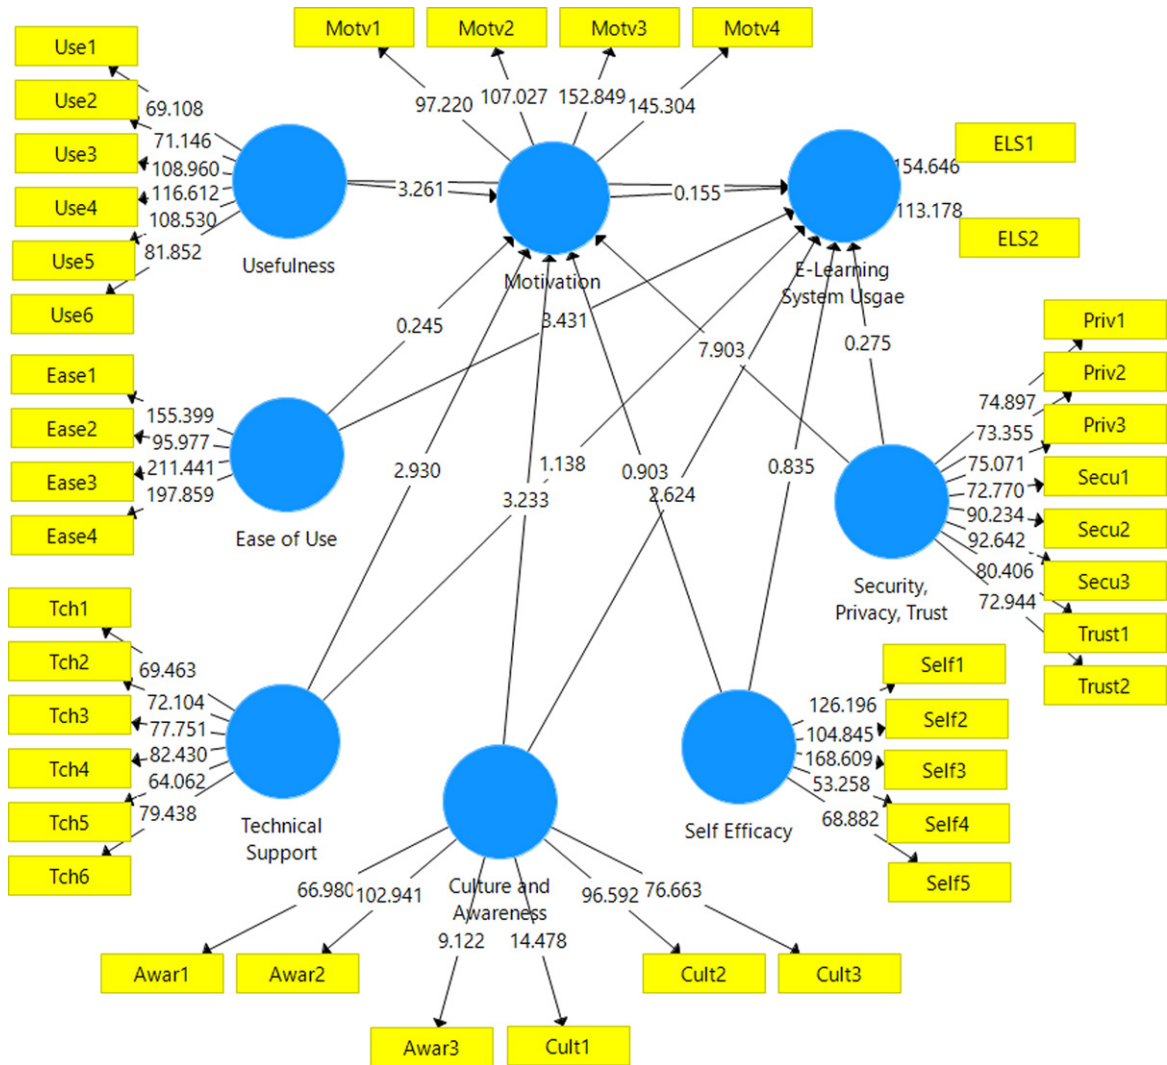 Motv1
Motv2
Motv3
Motv4
97.220
107.027
152.849
145.304
Use1
Use2
Use3
Use4
Use5
Use6
69.108
71.146
108.960
116.612
108.530
81.852
Usefulness
3.261
Motivation
0.155
E-Learning
System Usgae
154.646
113.178
ELS1
ELS2
0.245
3.431
7.903
0.275
Ease1
Ease2
Ease3
Ease4
155.399
95.977
211.441
197.859
Ease of Use
2.930
3.233
1.138
0.903
2.624
0.835
Priv1
Priv2
Priv3
Secu1
Secu2
Secu3
Trust1
Trust2
74.897
73.355
75.071
72.770
90.234
92.642
80.406
72.944
Security,
Privacy, Trust
Tch1
Tch2
Tch3
Tch4
Tch5
Tch6
69.463
72.104
77.751
82.430
64.062
79.438
Technical
Support
Self1
Self2
Self3
Self4
Self5
126.196
104.845
168.609
53.258
68.882
Self Efficacy
Culture and
Awareness
66.980
102.941
9.122
14.478
96.592
76.663
Awar1
Awar2
Awar3
Cult1
Cult2
Cult3